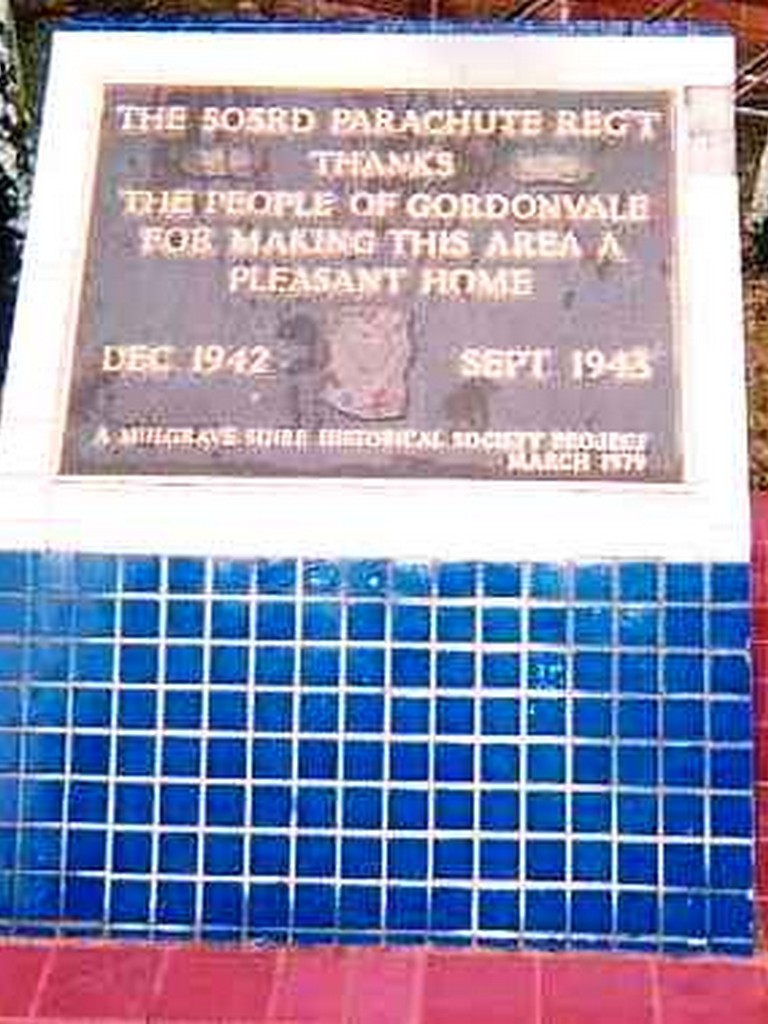 THE 503RD PARACHUTE REG'T
THANKS
THE PEOPLE OF GORDONVALE
FOR MAKING THIS AREA A
PLEASANT HOME
DEC 1942 SEPT 1943
A MULGRAVE SHIRE HISTORICAL SOCIETY PROJECT
MARCH 1979